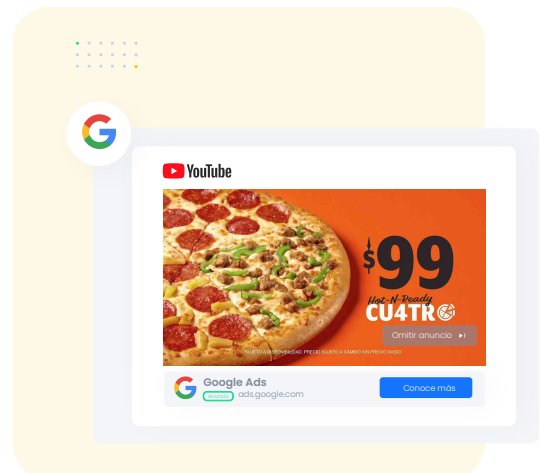 YouTube
$99
Hot-N-Ready
CU4TRO
Omitir anuncio
*SUJETO A DISPONIBILIDAD. PRECIO SUJETO A CAMBIO SIN PREVIO AVISO.
Google Ads
Anuncio ads.google.com
Conoce más